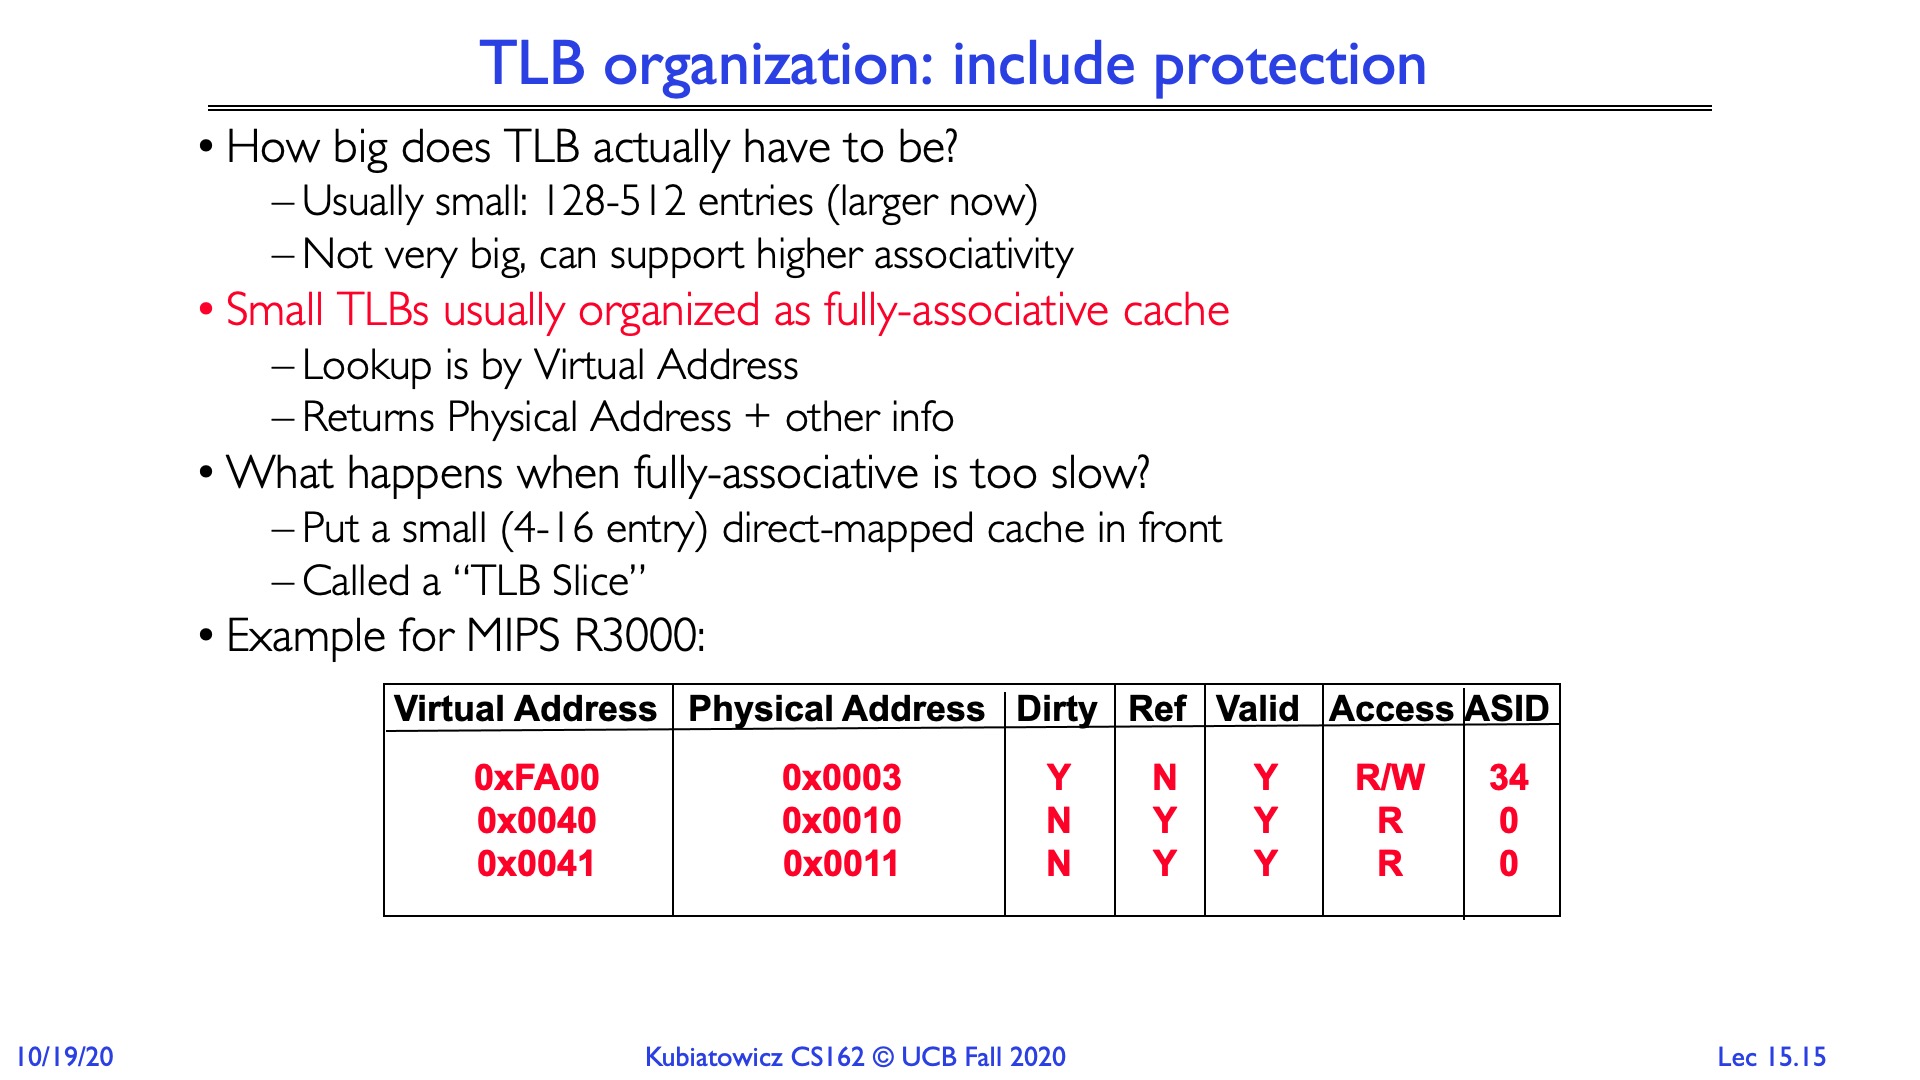 TLB organization: include protection
• How big does TLB actually have to be?
– Usually small: 128-512 entries (larger now)
– Not very big, can support higher associativity
• Small TLBs usually organized as fully-associative cache
– Lookup is by Virtual Address
– Returns Physical Address + other info
• What happens when fully-associative is too slow?
– Put a small (4-16 entry) direct-mapped cache in front
– Called a “TLB Slice”
• Example for MIPS R3000:
Virtual Address Physical Address Dirty Ref Valid Access ASID
0xFA00 0x0003 Y N Y R/W 34
0x0040 0x0010 N Y Y R 0
0x0041 0x0011 N Y Y R 0
10/19/20 Kubiatowicz CS162 © UCB Fall 2020 Lec 15.15